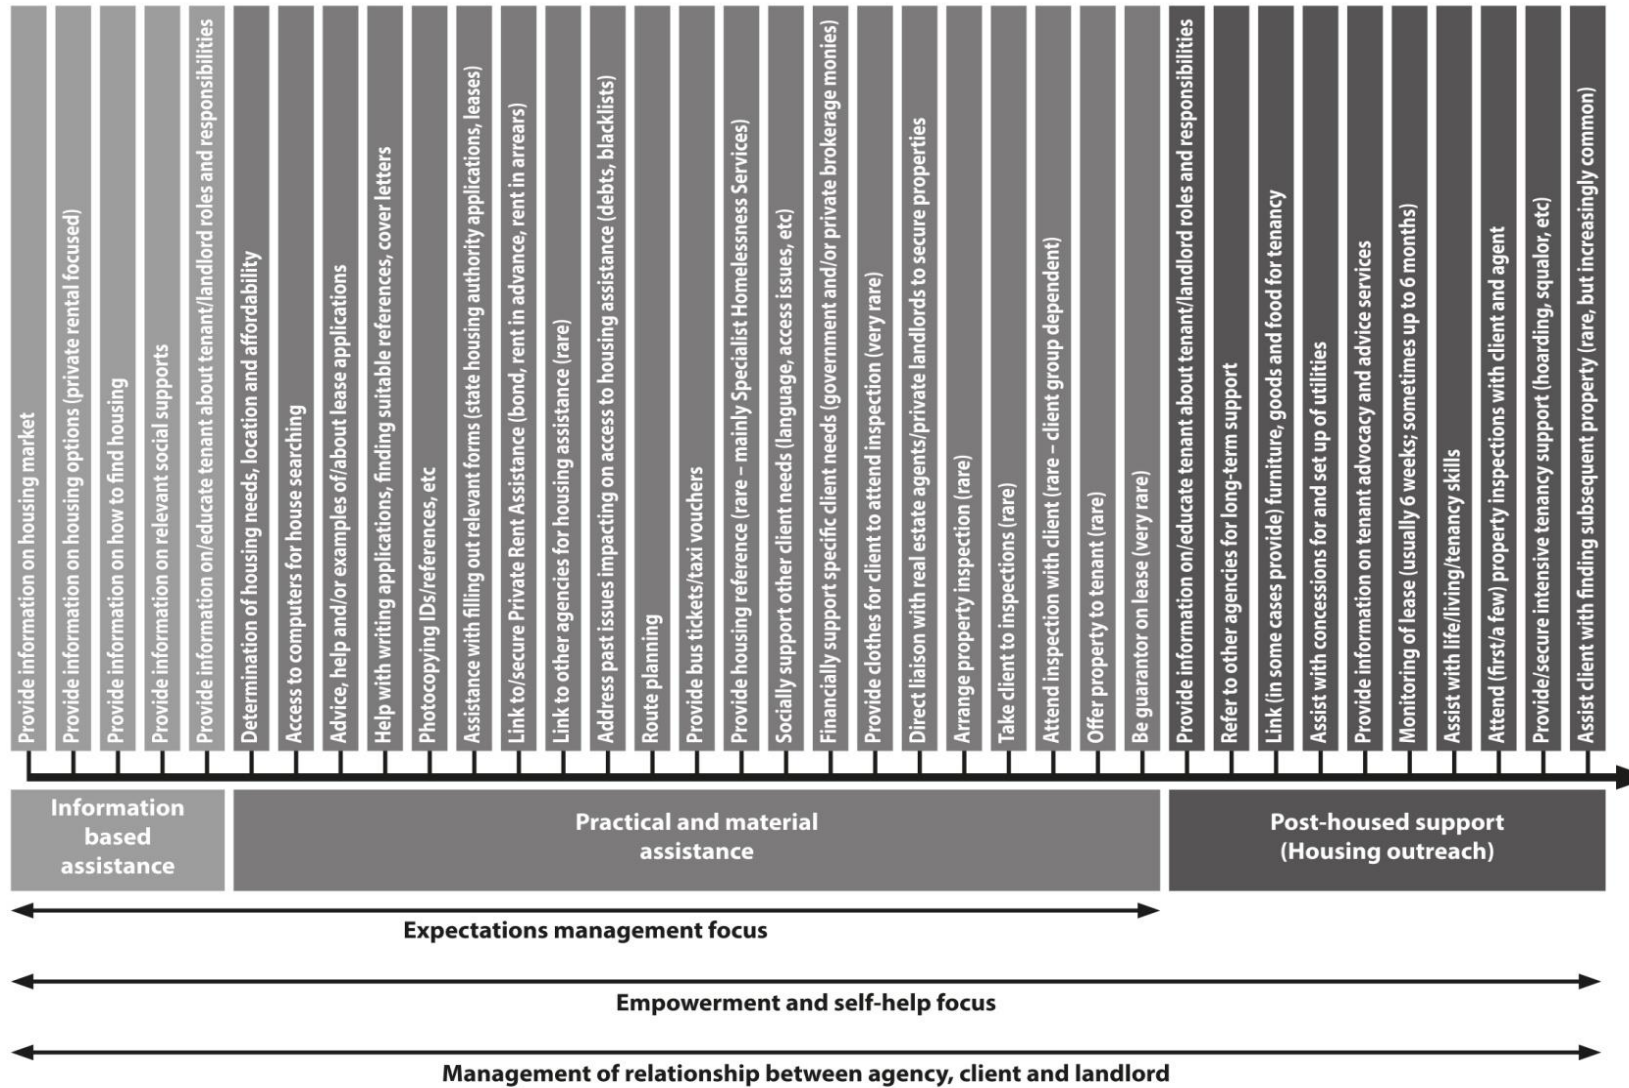 Provide information on housing market
Provide information on housing options (private rental focused)
Provide information on how to find housing
Provide information on relevant social supports
Provide information on/educate tenant about tenant/landlord roles and responsibilities
Determination of housing needs, location and affordability
Access to computers for house searching
Advice, help and/or examples of/about lease applications
Help with writing applications, finding suitable references, cover letters
Photocopying IDs/references, etc
Assistance with filling out relevant forms (state housing authority applications, leases)
Link to/secure Private Rent Assistance (bond, rent in advance, rent in arrears)
Link to other agencies for housing assistance (rare)
Address past issues impacting on access to housing assistance (debts, blacklists)
Route planning
Provide bus tickets/taxi vouchers
Provide housing reference (rare – mainly Specialist Homelessness Services)
Socially support other client needs (language, access issues, etc)
Financially support specific client needs (government and/or private brokerage monies)
Provide clothes for client to attend inspection (very rare)
Direct liaison with real estate agents/private landlords to secure properties
Arrange property inspection (rare)
Take client to inspections (rare)
Attend inspection with client (rare – client group dependent)
Offer property to tenant (rare)
Be guarantor on lease (very rare)
Provide information on/educate tenant about tenant/landlord roles and responsibilities
Refer to other agencies for long-term support
Link (in some cases provide) furniture, goods and food for tenancy
Assist with concessions for and set up of utilities
Provide information on tenant advocacy and advice services
Monitoring of lease (usually 6 weeks; sometimes up to 6 months)
Assist with life/living/tenancy skills
Attend (first/a few) property inspections with client and agent
Provide/secure intensive tenancy support (hoarding, squalor, etc)
Assist client with finding subsequent property (rare, but increasingly common)
Information
based
assistance
Practical and material
assistance
Post-housed support
(Housing outreach)
Expectations management focus
Empowerment and self-help focus
Management of relationship between agency, client and landlord